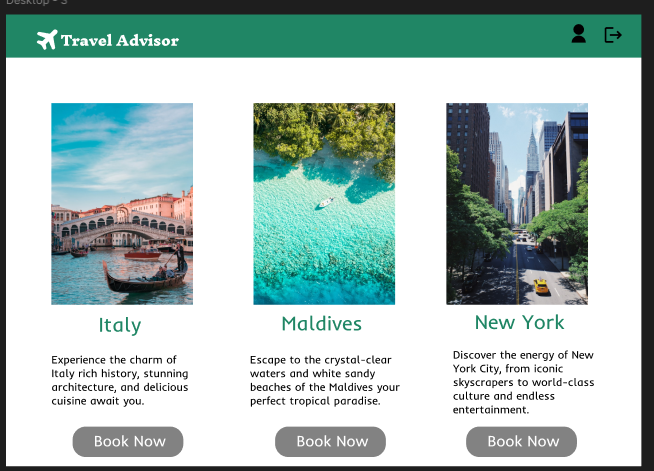 Desktop - S
Travel Advisor
Italy
Experience the charm of
Italy rich history, stunning
architecture, and delicious
cuisine await you.
Book Now
Maldives
Escape to the crystal-clear
waters and white sandy
beaches of the Maldives your
perfect tropical paradise.
Book Now
New York
Discover the energy of New
York City, from iconic
skyscrapers to world-class
culture and endless
entertainment.
Book Now